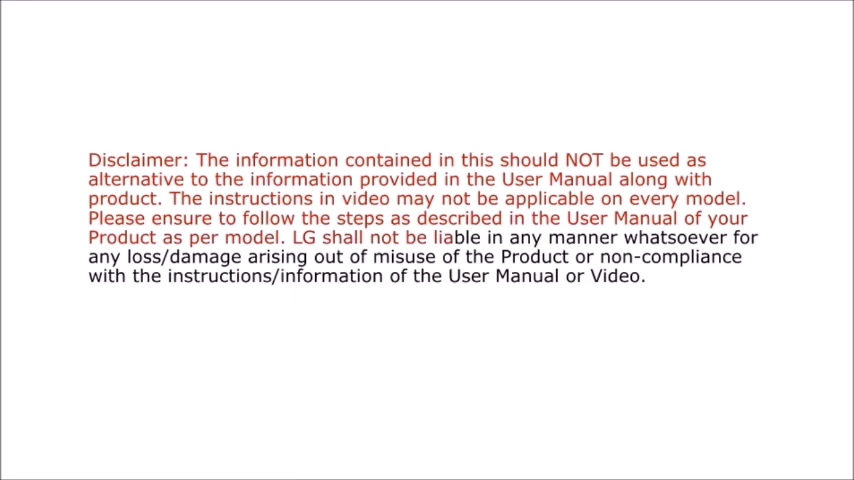 Disclaimer: The information contained in this should NOT be used as
alternative to the information provided in the User Manual along with
product. The instructions in video may not be applicable on every model.
Please ensure to follow the steps as described in the User Manual of your
Product as per model. LG shall not be liable in any manner whatsoever for
any loss/damage arising out of misuse of the Product or non-compliance
with the instructions/information of the User Manual or Video.